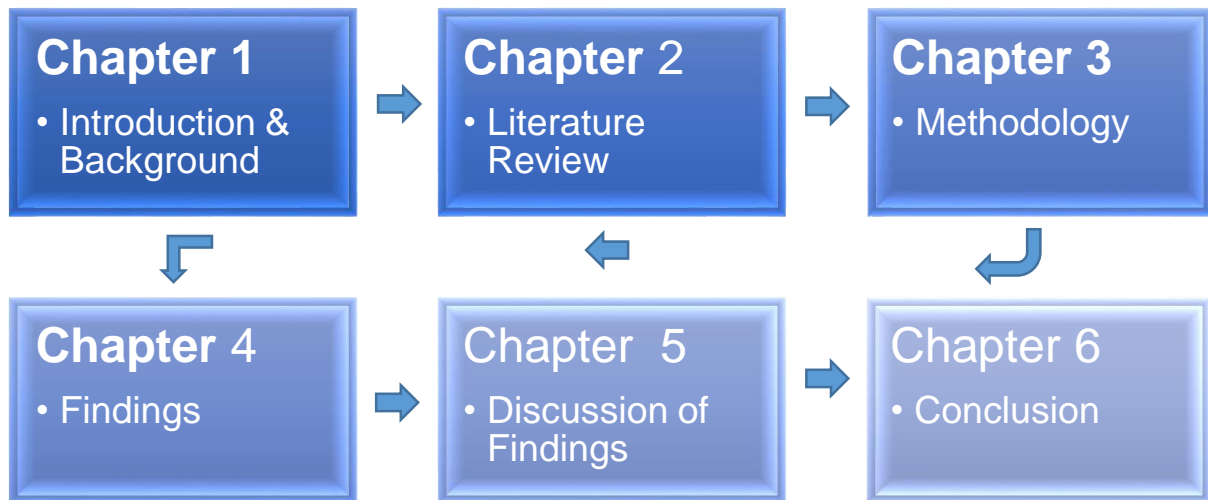 Chapter 1
• Introduction &
Background
Chapter 2
• Literature
Review
Chapter 3
• Methodology
Chapter 4
• Findings
Chapter  5
• Discussion of
Findings
Chapter 6
• Conclusion